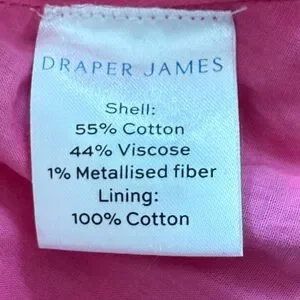 DRAPER JAMES
Shell:
55% Cotton
44% Viscose
1% Metallised fiber
Lining:
100% Cotton